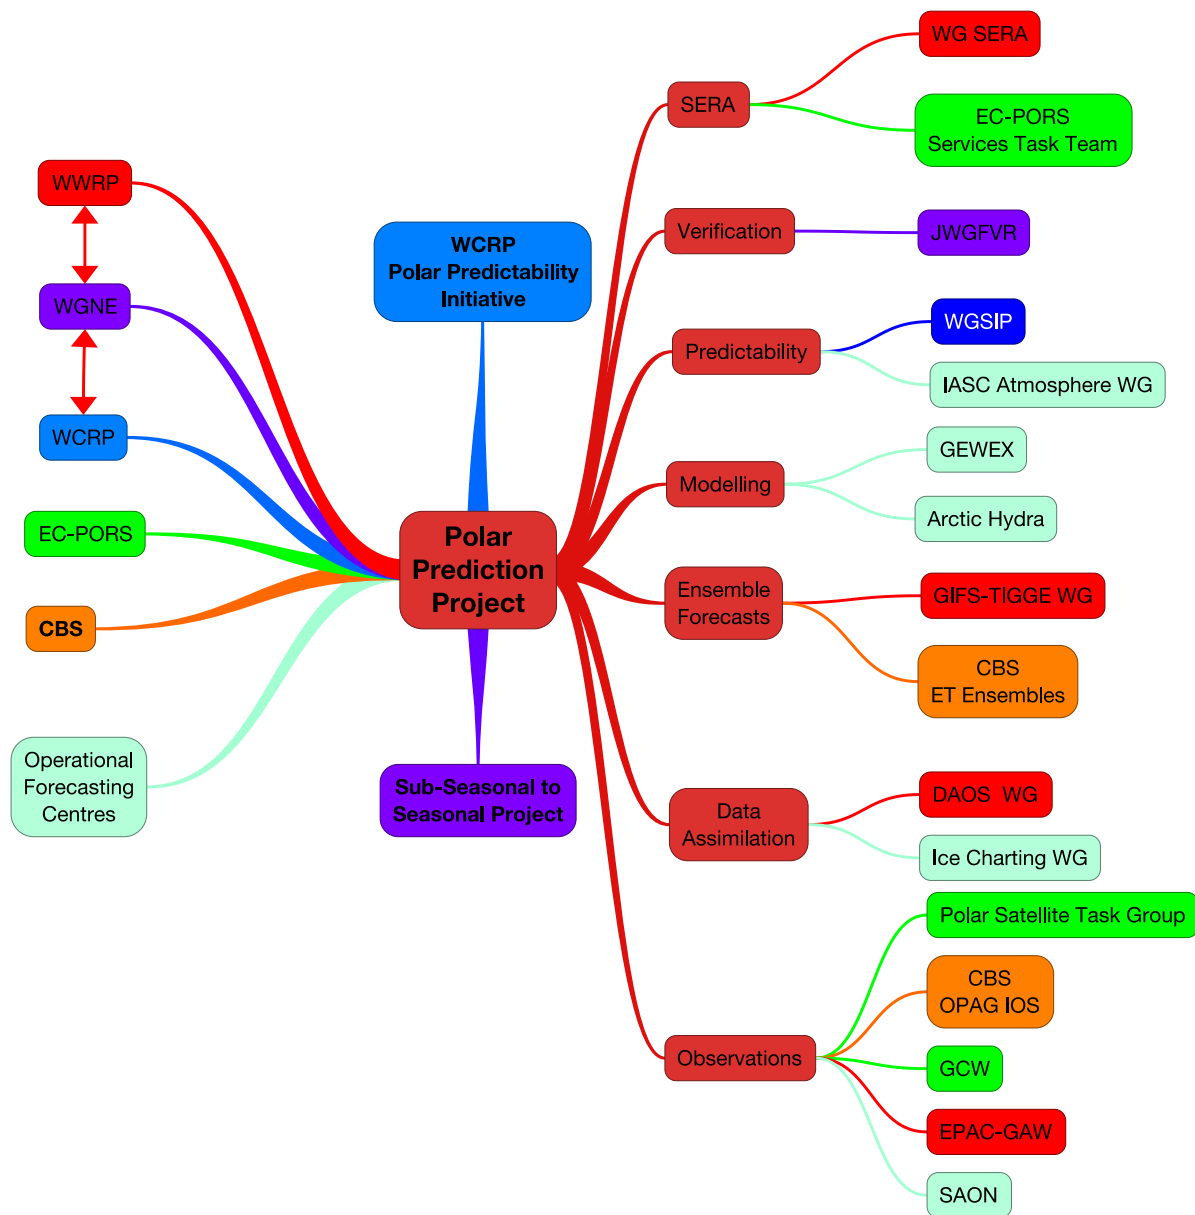 WWRP
WGNE
WCRP
EC-PORS
CBS
Operational
Forecasting
Centres
WCRP
Polar Predictability
Initiative
Polar
Prediction
Project
Sub-Seasonal to
Seasonal Project
SERA
WG SERA
EC-PORS
Services Task Team
Verification
JWGFVR
Predictability
WGSIP
IASC Atmosphere WG
Modelling
GEWEX
Arctic Hydra
Ensemble
Forecasts
GIFS-TIGGE WG
CBS
ET Ensembles
Data
Assimilation
DAOS WG
Ice Charting WG
Observations
Polar Satellite Task Group
CBS
OPAG IOS
GCW
EPAC-GAW
SAON